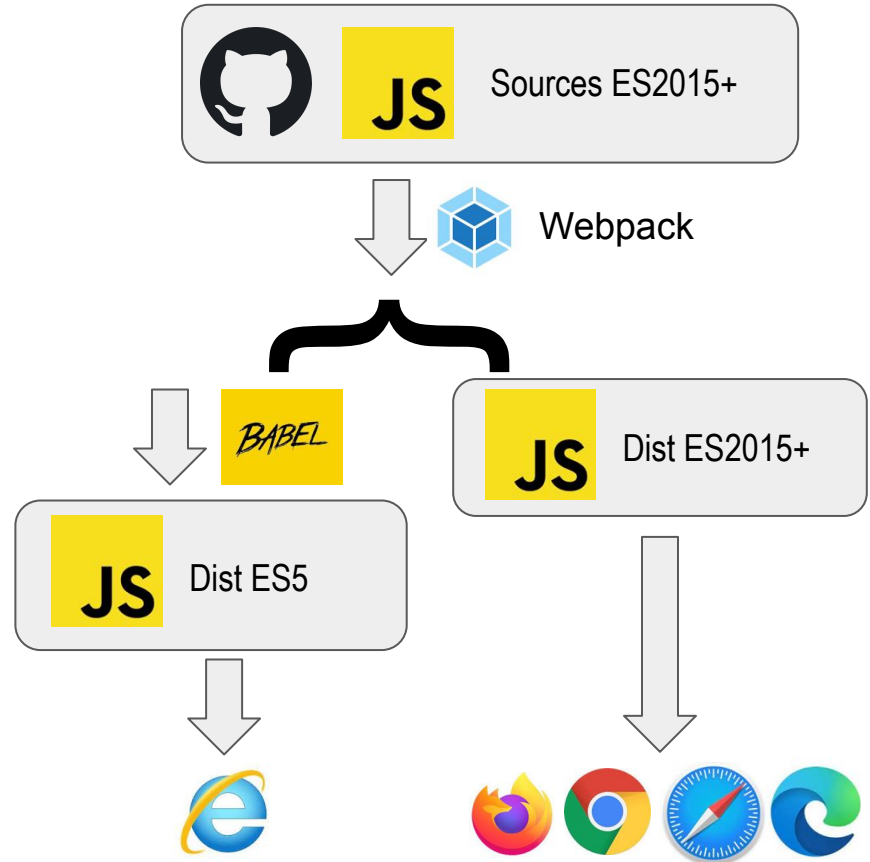 JS Sources ES2015+
Webpack
BABEL
JS Dist ES2015+
JS Dist ES5